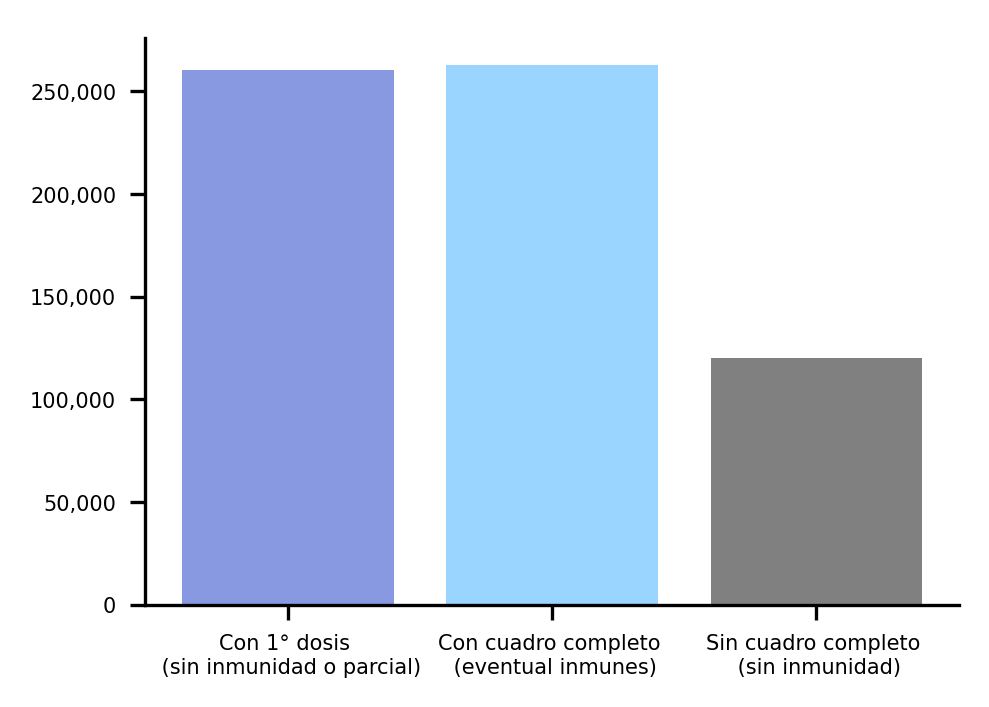 250,000
200,000
150,000
100,000
50,000
0
Con 1° dosis
(sin inmunidad o parcial)
Con cuadro completo
(eventual inmunes)
Sin cuadro completo
(sin inmunidad)